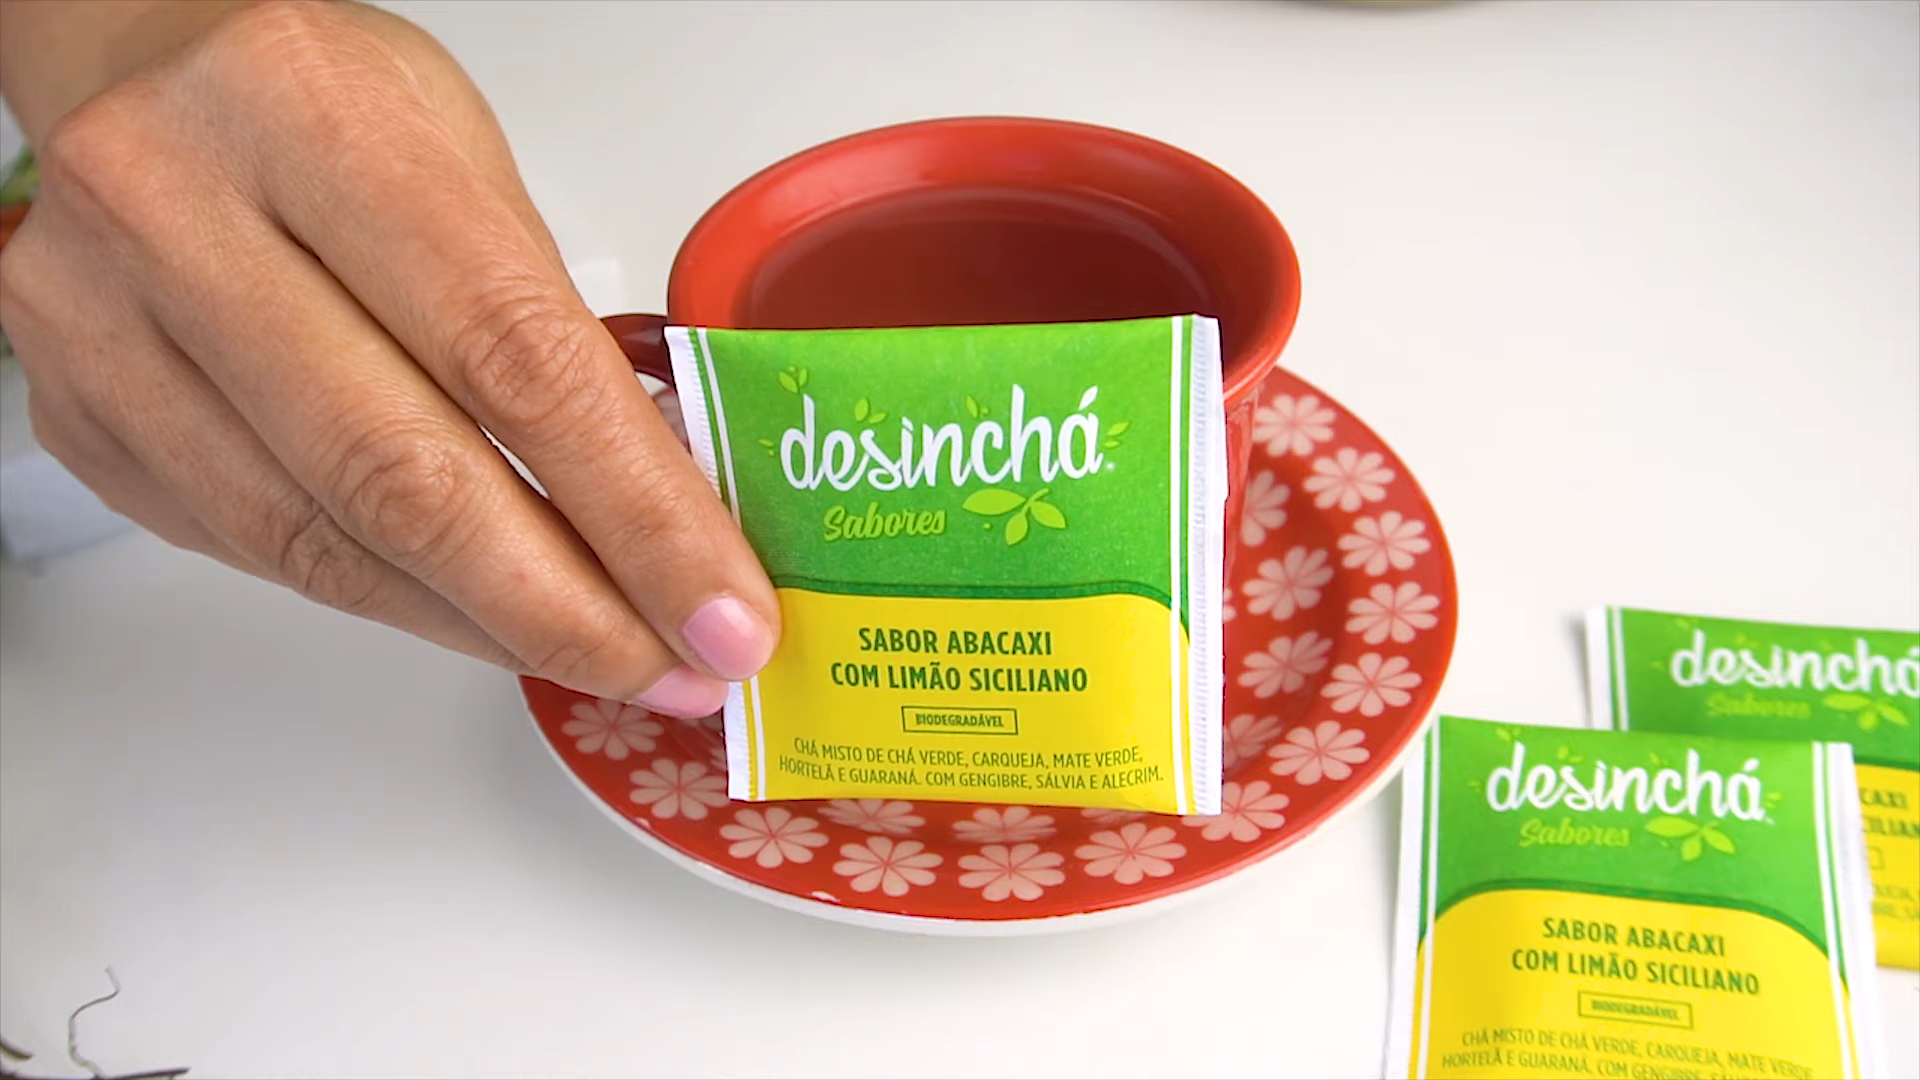 desinchá
Sabores
SABOR ABACAXI
COM LIMÃO SICILIANO
BIODEGRADÁVEL
CHÁ MISTO DE CHÁ VERDE, CARQUEJA, MATE VERDE,
HORTELÃ E GUARANÁ. COM GENGIBRE, SÁLVIA E ALECRIM.
desinchá
Sabores
desinchá
Sabores
SABOR ABACAXI
COM LIMÃO SICILIANO
BIODEGRADÁVEL
CHÁ MISTO DE CHÁ VERDE, CARQUEJA, MATE VERDE
HORTELÃ E GUARANÁ. COM GENGIBRE,